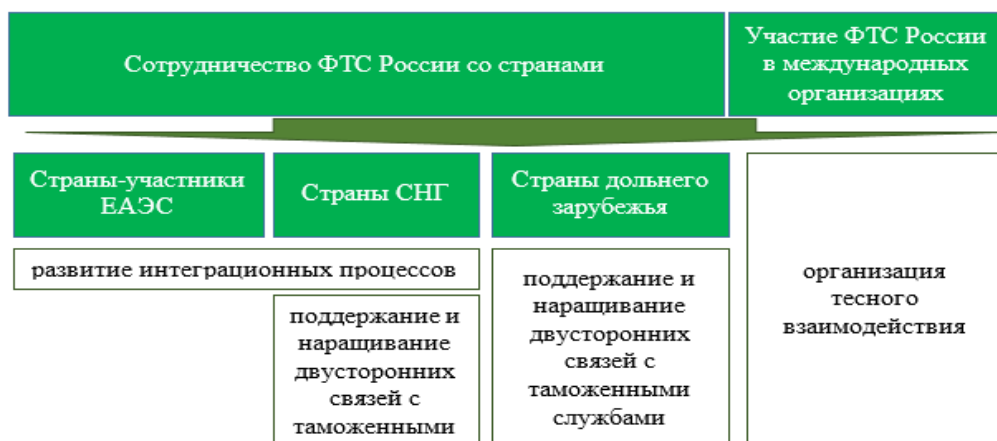 Сотрудничество ФТС России со странами
Участие ФТС России
в международных
организациях
Страны-участники
ЕАЭС
Страны СНГ
Страны дольнего
зарубежья
развитие интеграционных процессов
поддержание и
наращивание
двусторонних
связей с
таможенными
поддержание и
наращивание
двусторонних
связей с
таможенными
службами
организация
тесного
взаимодействия